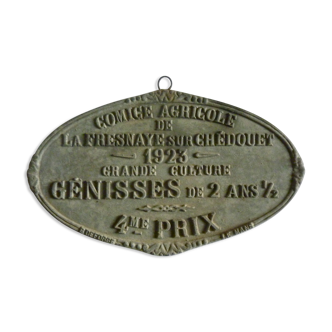 COMICE AGRICOLE
DE
LA FRESNAYE SUR CHÉDOUET
1923
GRANDE CULTURE
GÉNISSES DE 2 ANS ½
4ME PRIX